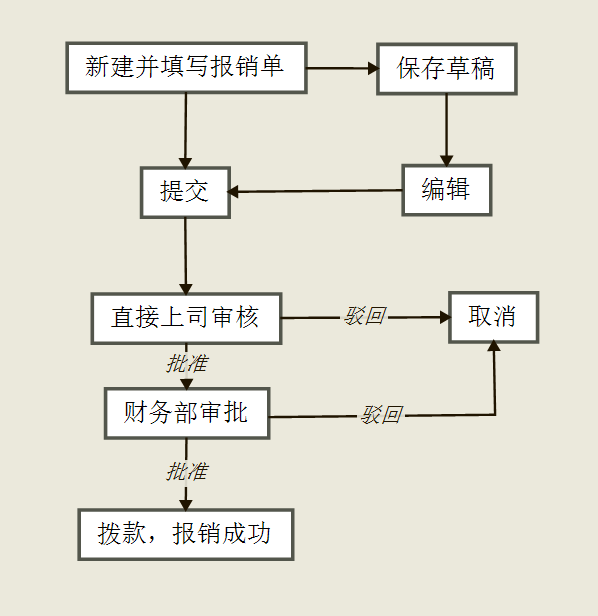 新建并填写报销单
保存草稿
提交
编辑
直接上司审核
驳回
取消
批准
财务部审批
驳回
批准
拨款，报销成功